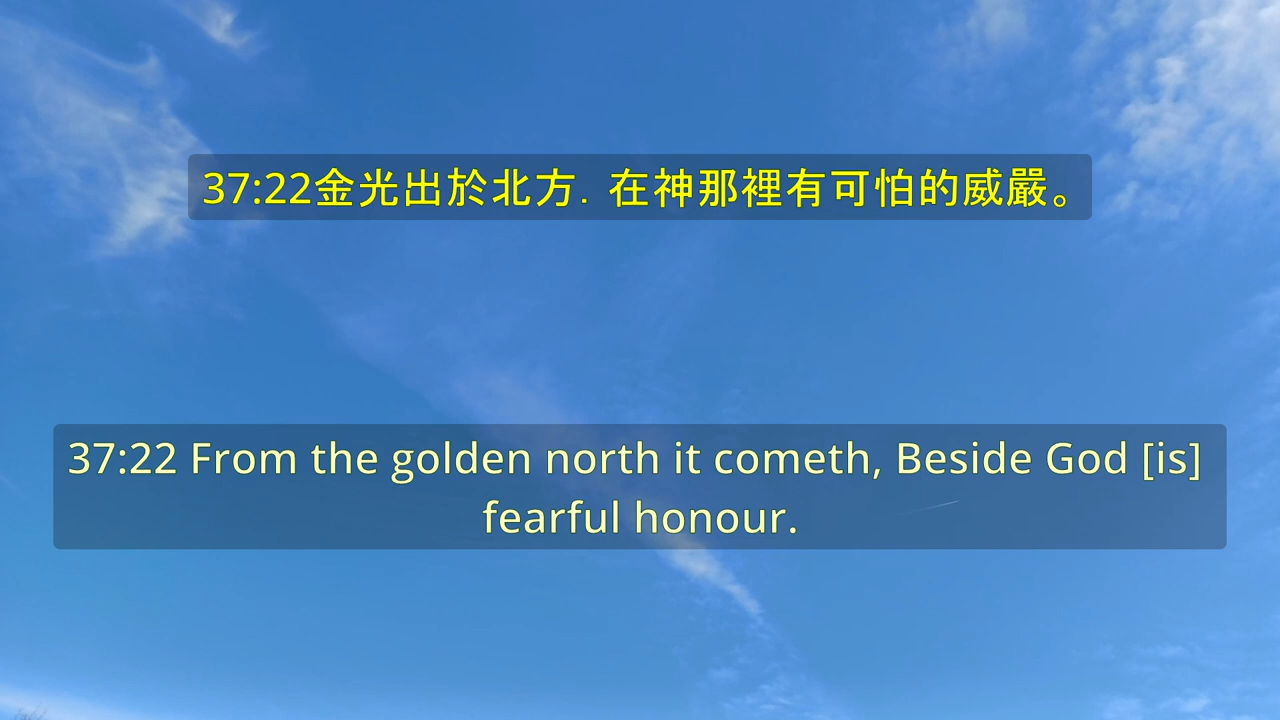 37:22金光出於北方．在神那裡有可怕的威嚴。
37:22 From the golden north it cometh, Beside God [is]
fearful honour.